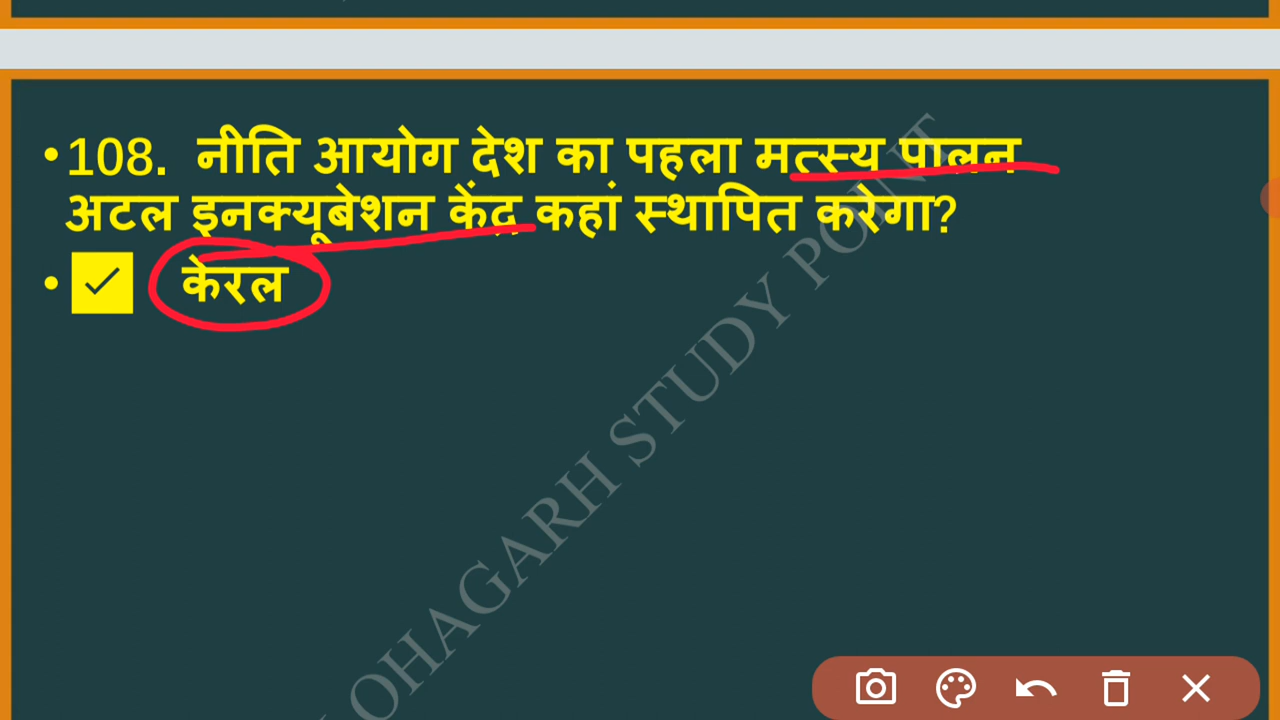 •108. नीति आयोग देश का पहला मत्स्य पालन
अटल इनक्यूबेशन केंद्र कहां स्थापित करेगा?
• ✓ केरल
OHAGARH STUDY POINT